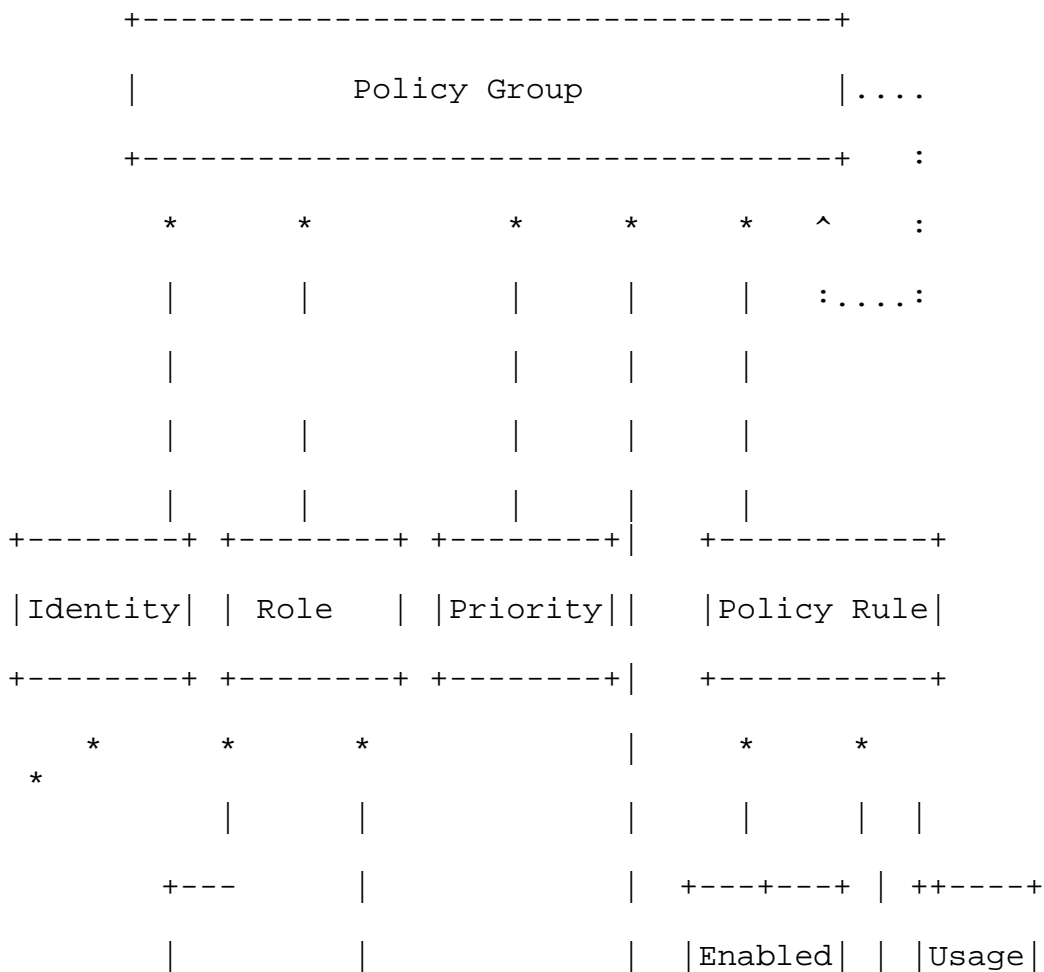 +------------------------------------+
| Policy Group |....
+------------------------------------+ :
* * * * * ^ :
| | | | | :....:
| | | |
| | | | |
| | | | |
+--------+ +--------+ +--------+| +-----------+
|Identity| | Role | |Priority|| |Policy Rule|
+--------+ +--------+ +--------+| +-----------+
* * * | * *
*
| | | | | |
+--- | | +---+---+ | ++----+
| | | |Enabled| | |Usage|